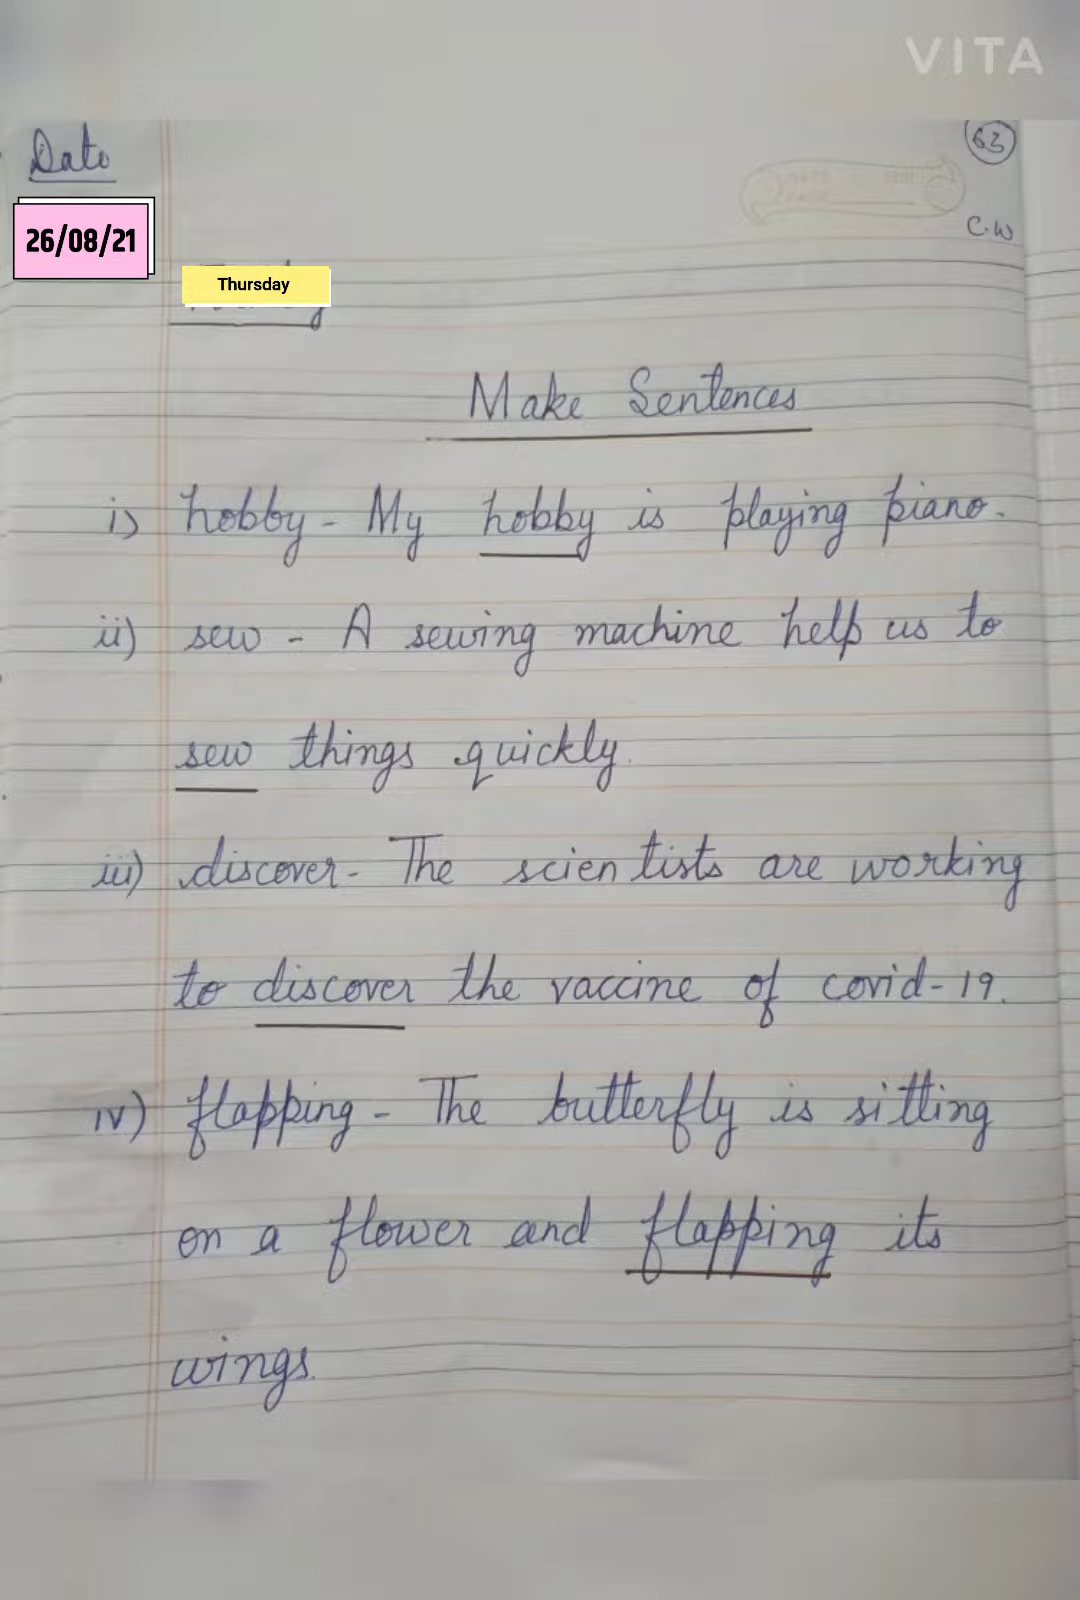 VITA
Date
63
26/08/21
C.W
Thursday
Make Sentences
i) hobby - My hobby is playing piano.
ii) sew - A sewing machine help us to
sew things quickly.
iii) discover - The scientists are working
to discover the vaccine of covid-19.
iv) flapping - The butterfly is sitting
on a flower and flapping its
wings.